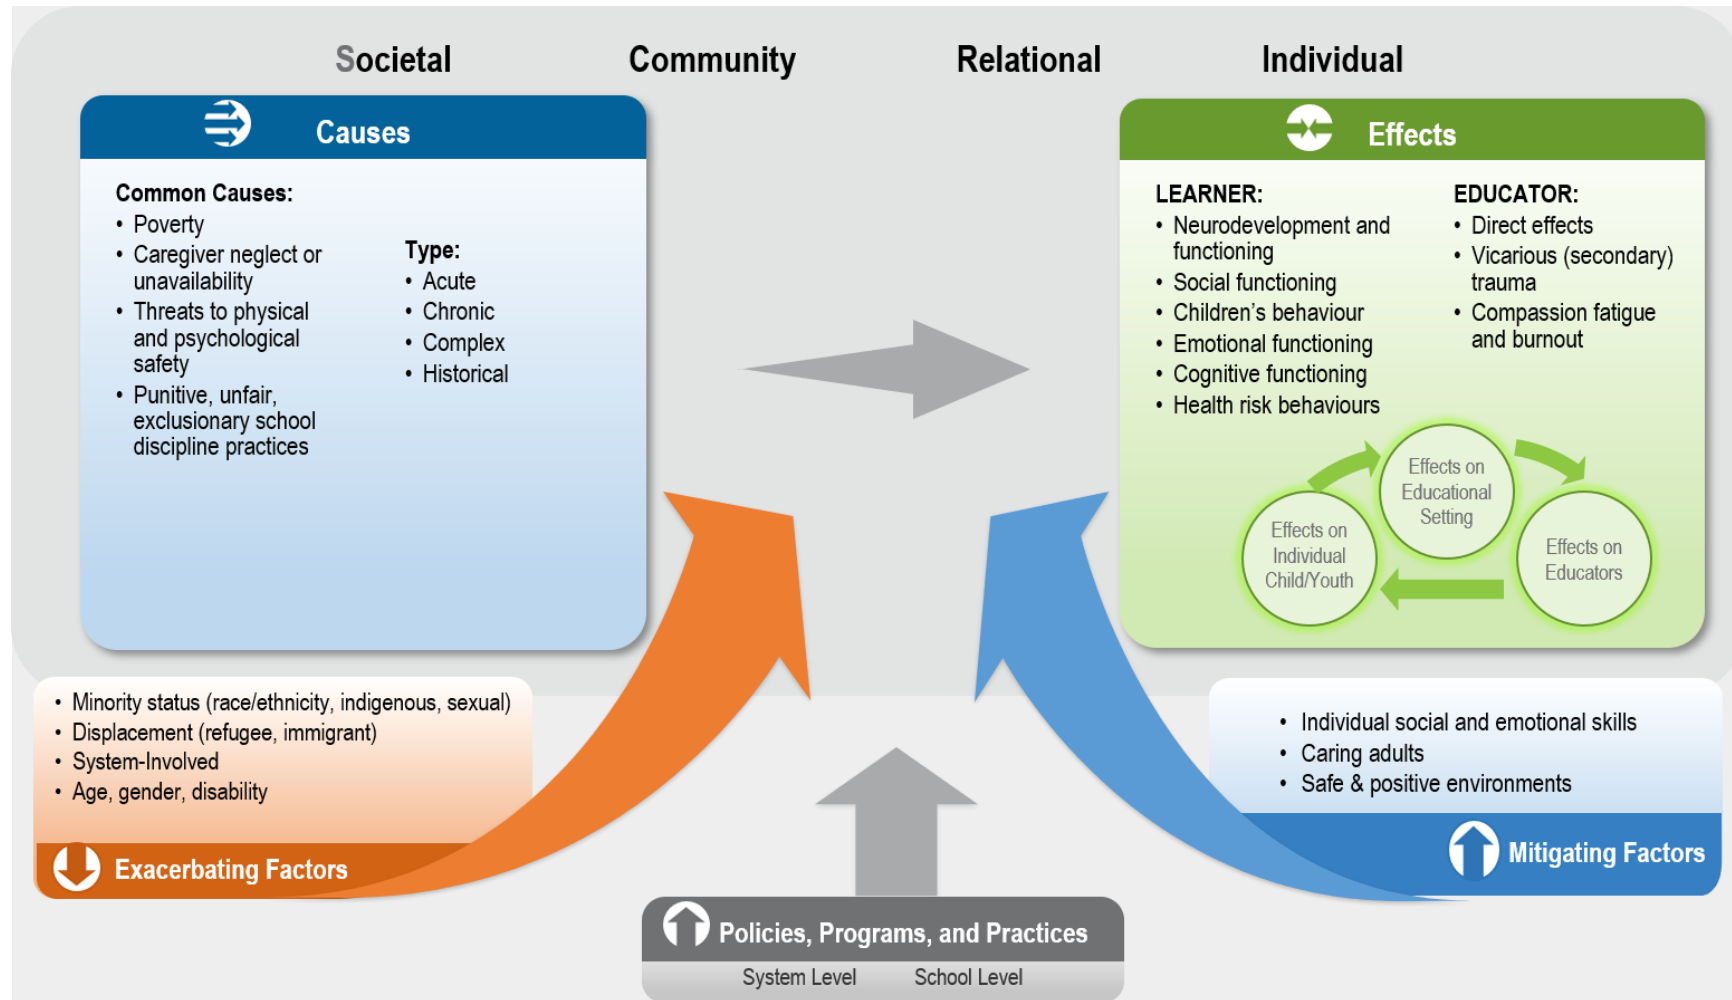 Societal Community Relational Individual
Causes
Common Causes:
• Poverty
• Caregiver neglect or
unavailability
• Threats to physical
and psychological
safety
• Punitive, unfair,
exclusionary school
discipline practices
Type:
• Acute
• Chronic
• Complex
• Historical
Effects
LEARNER:
• Neurodevelopment and
functioning
• Social functioning
• Children’s behaviour
• Emotional functioning
• Cognitive functioning
• Health risk behaviours
EDUCATOR:
• Direct effects
• Vicarious (secondary)
trauma
• Compassion fatigue
and burnout
Effects on
Educational
Setting
Effects on
Individual
Child/Youth
Effects on
Educators
• Minority status (race/ethnicity, indigenous, sexual)
• Displacement (refugee, immigrant)
• System-Involved
• Age, gender, disability
Exacerbating Factors
• Individual social and emotional skills
• Caring adults
• Safe & positive environments
Mitigating Factors
Policies, Programs, and Practices
System Level School Level